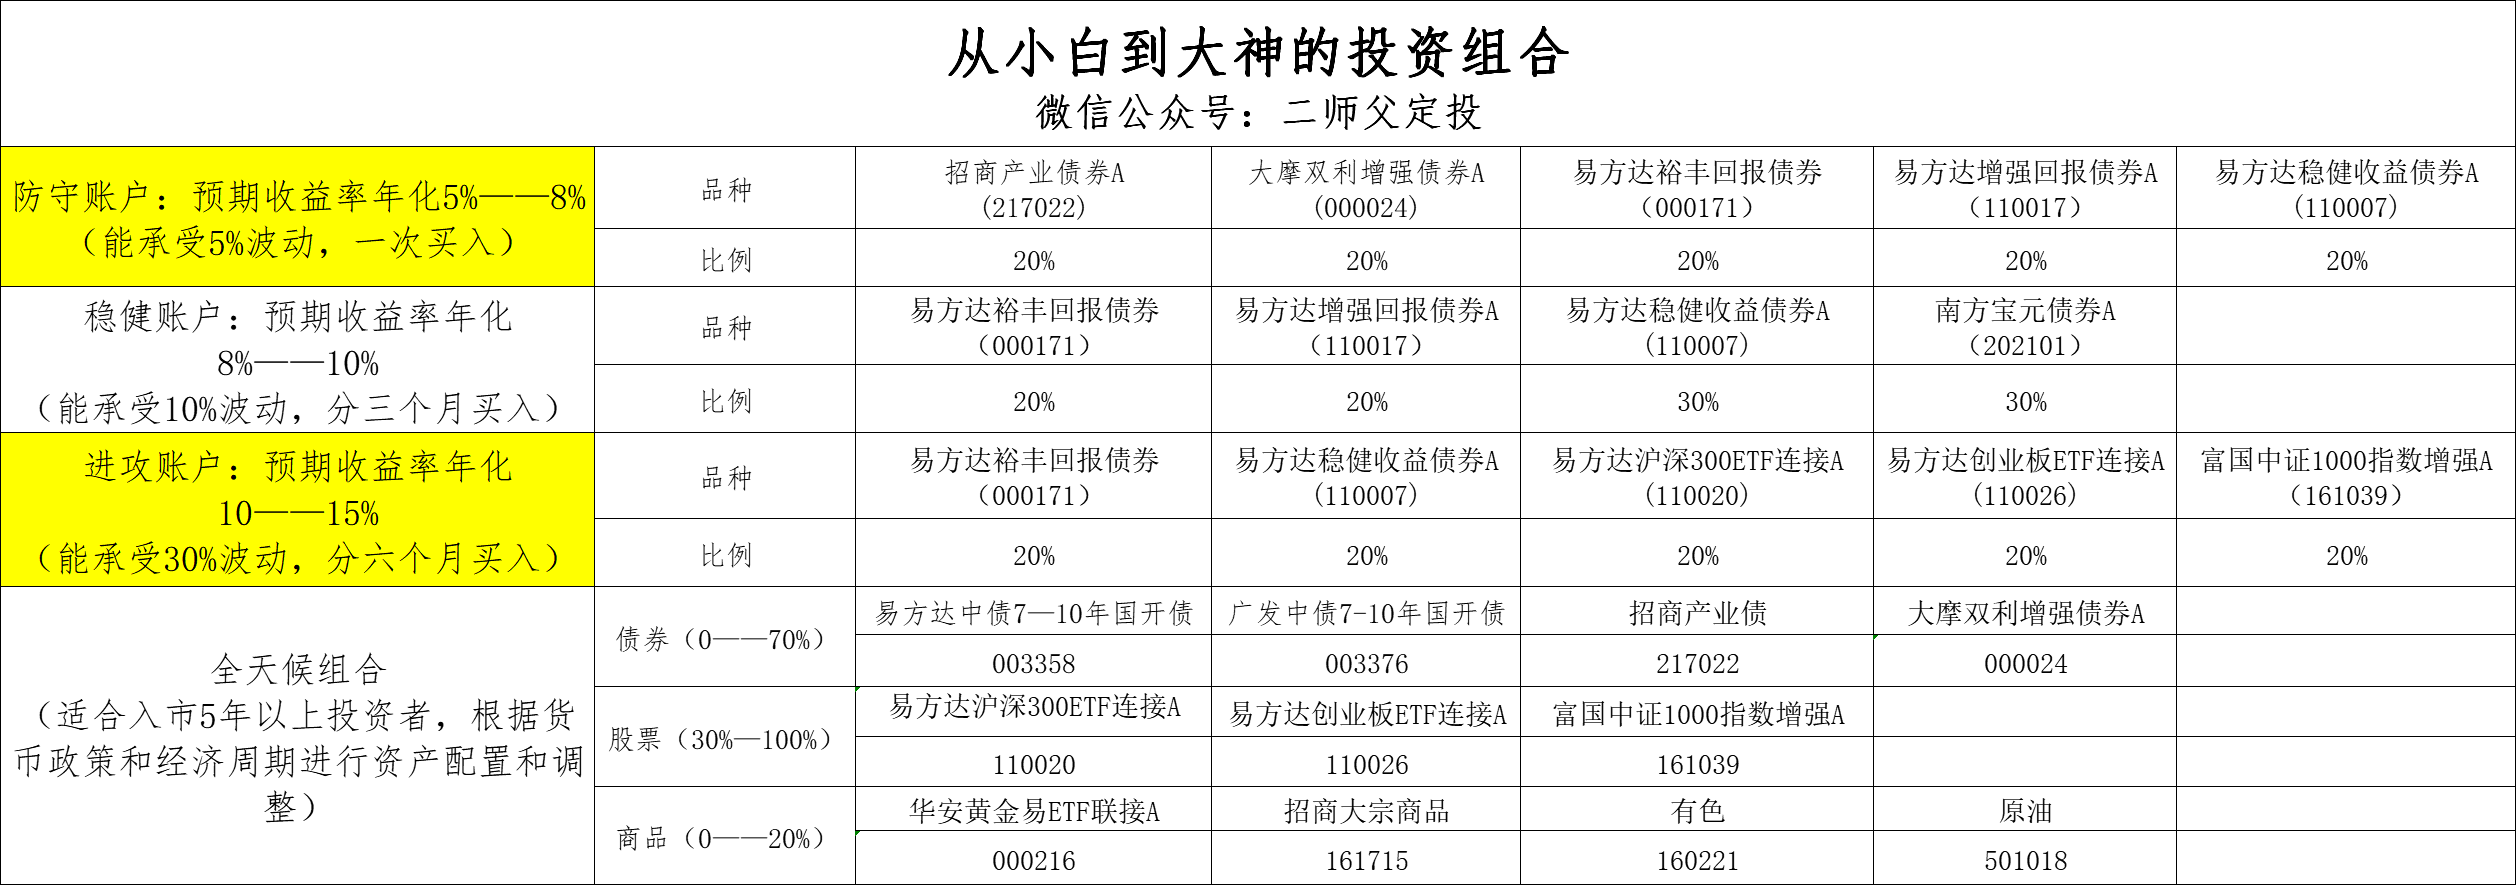 从小白到大神的投资组合
微信公众号：二师父定投
防守账户：预期收益率年化5%——8%
（能承受5%波动，一次买入）
品种
招商产业债券A
(217022)
大摩双利增强债券A
(000024)
易方达裕丰回报债券
（000171）
易方达增强回报债券A
（110017）
易方达稳健收益债券A
(110007)
比例
20%
20%
20%
20%
20%
稳健账户：预期收益率年化
8%——10%
（能承受10%波动，分三个月买入）
品种
易方达裕丰回报债券
（000171）
易方达增强回报债券A
（110017）
易方达稳健收益债券A
(110007)
南方宝元债券A
（202101）
比例
20%
20%
30%
30%
进攻账户：预期收益率年化
10——15%
（能承受30%波动，分六个月买入）
品种
易方达裕丰回报债券
（000171）
易方达稳健收益债券A
(110007)
易方达沪深300ETF连接A
(110020)
易方达创业板ETF连接A
(110026)
富国中证1000指数增强A
（161039）
比例
20%
20%
20%
20%
20%
全天候组合
（适合入市5年以上投资者，根据货
币政策和经济周期进行资产配置和调
整）
债券（0——70%）
易方达中债7—10年国开债
广发中债7-10年国开债
招商产业债
大摩双利增强债券A
003358
003376
217022
000024
股票（30%—100%）
易方达沪深300ETF连接A
易方达创业板ETF连接A
富国中证1000指数增强A
110020
110026
161039
商品（0——20%）
华安黄金易ETF联接A
招商大宗商品
有色
原油
000216
161715
160221
501018